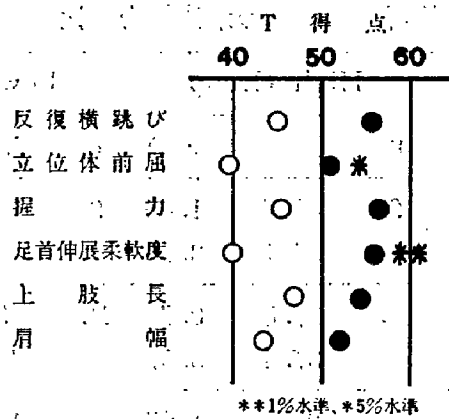 T 得点
40 50 60
反復横跳び
立位体前屈 *
握力
足首伸展柔軟度 **
上肢長
肩幅
**1%水準、*5%水準